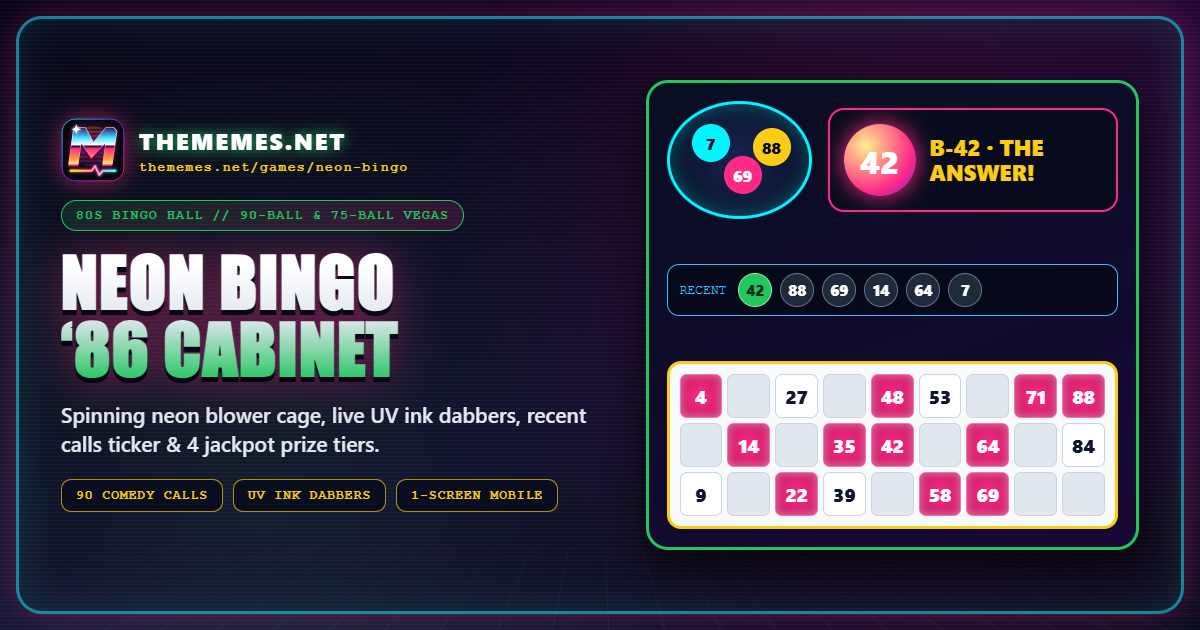 THEMEMES.NET
thememes.net/games/neon-bingo
80S BINGO HALL // 90-BALL & 75-BALL VEGAS
NEON BINGO
‘86 CABINET
Spinning neon blower cage, live UV ink dabbers, recent
calls ticker & 4 jackpot prize tiers.
90 COMEDY CALLS
UV INK DABBERS
1-SCREEN MOBILE
7
88
69
42
B-42 · THE
ANSWER!
RECENT 42 88 69 14 64 7
4 27 48 53 71 88
14 35 42 64 84
9 22 39 58 69